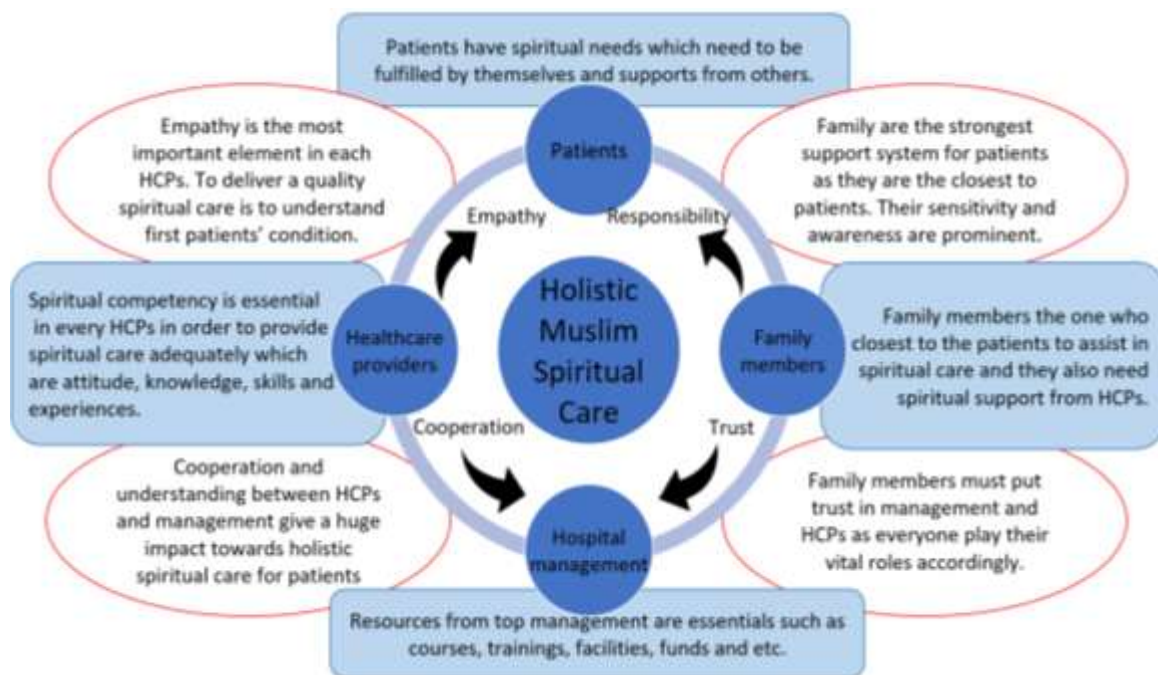 Patients have spiritual needs which need to be
fulfilled by themselves and supports from others.
Empathy is the most
important element in each
HCPs. To deliver a quality
spiritual care is to understand
first patients' condition.
Patients
Family are the strongest
support system for patients
as they are the closest to
patients. Their sensitivity and
awareness are prominent.
Empathy
Responsibility
Spiritual competency is essential
in every HCPs in order to provide
spiritual care adequately which
are attitude, knowledge, skills and
experiences.
Healthcare
providers
Holistic
Muslim
Spiritual
Care
Family
members
Family members the one who
closest to the patients to assist in
spiritual care and they also need
spiritual support from HCPs.
Cooperation
Trust
Cooperation and
understanding between HCPs
and management give a huge
impact towards holistic
spiritual care for patients
Hospital
management
Family members must put
trust in management and
HCPs as everyone play their
vital roles accordingly.
Resources from top management are essentials such as
courses, trainings, facilities, funds and etc.